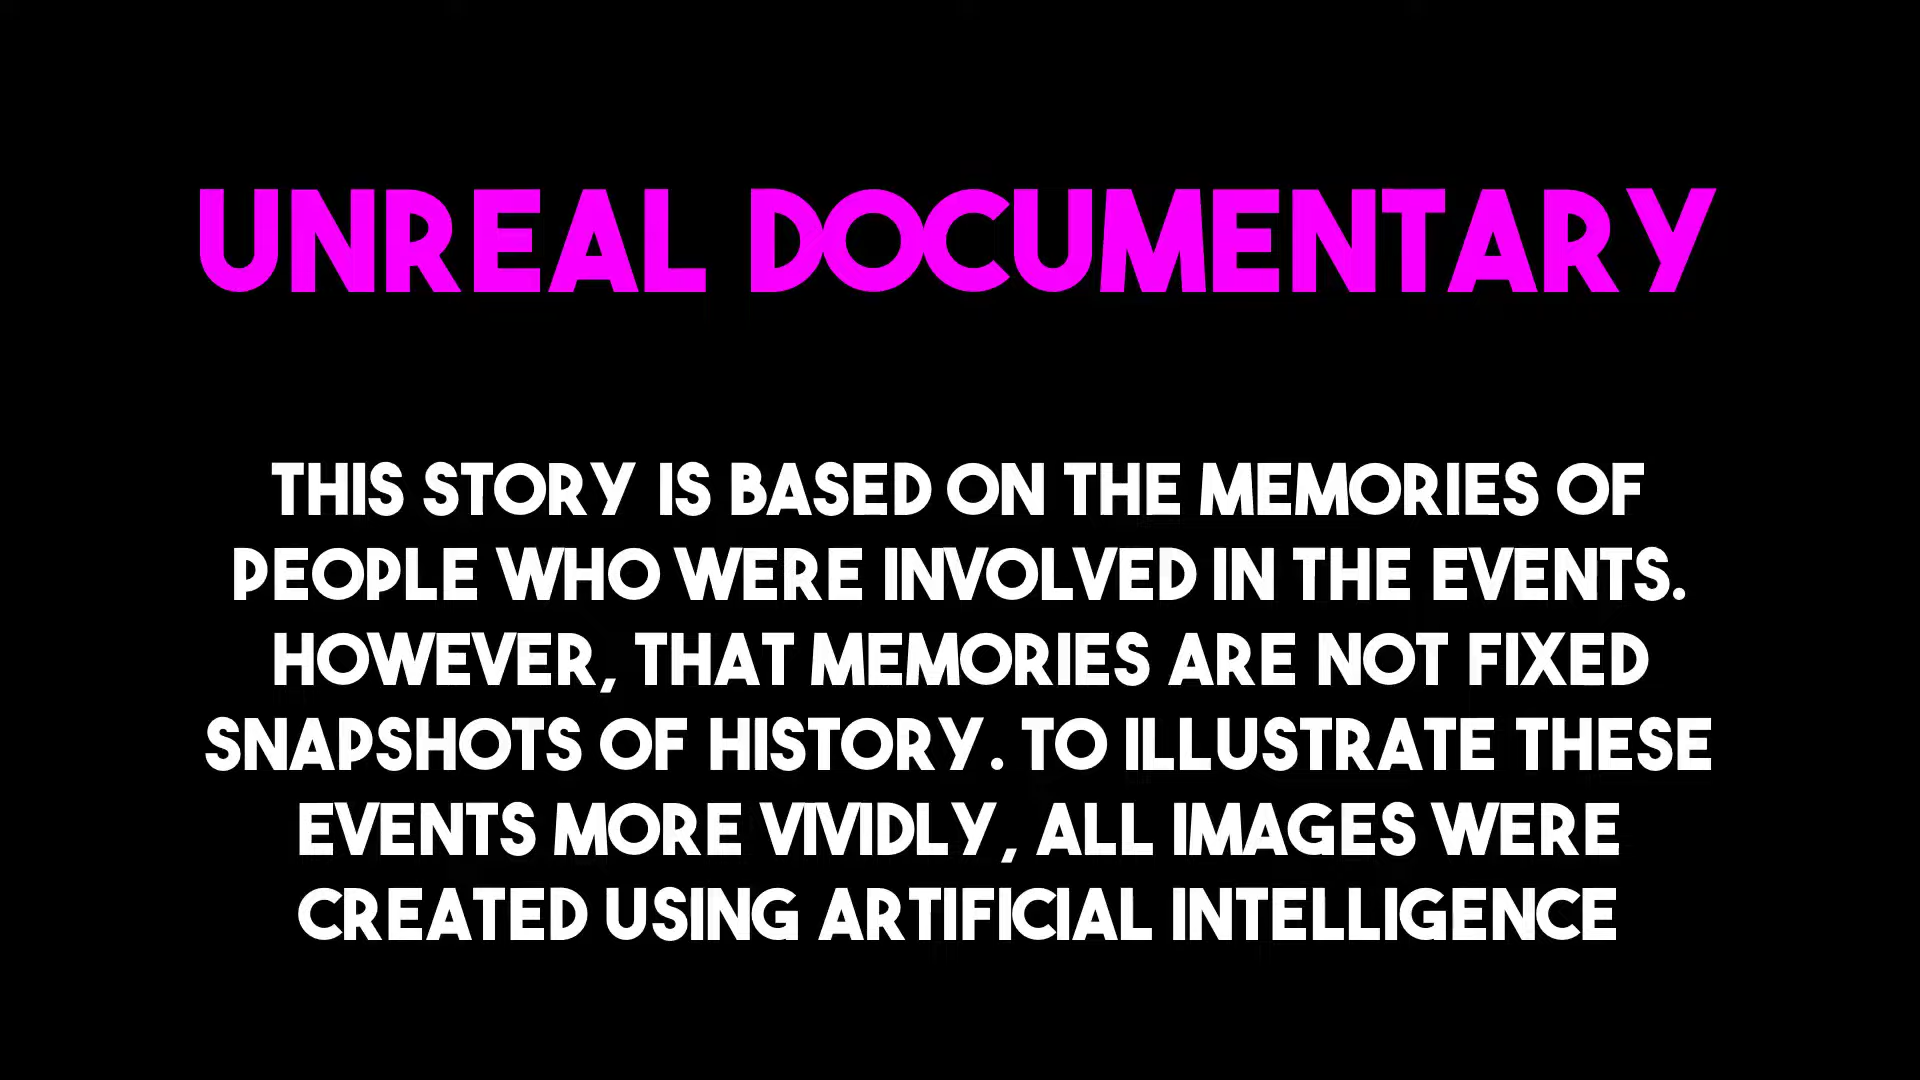 UNREAL DOCUMENTARY
THIS STORY IS BASED ON THE MEMORIES OF
PEOPLE WHO WERE INVOLVED IN THE EVENTS.
HOWEVER, THAT MEMORIES ARE NOT FIXED
SNAPSHOTS OF HISTORY. TO ILLUSTRATE THESE
EVENTS MORE VIVIDLY, ALL IMAGES WERE
CREATED USING ARTIFICIAL INTELLIGENCE